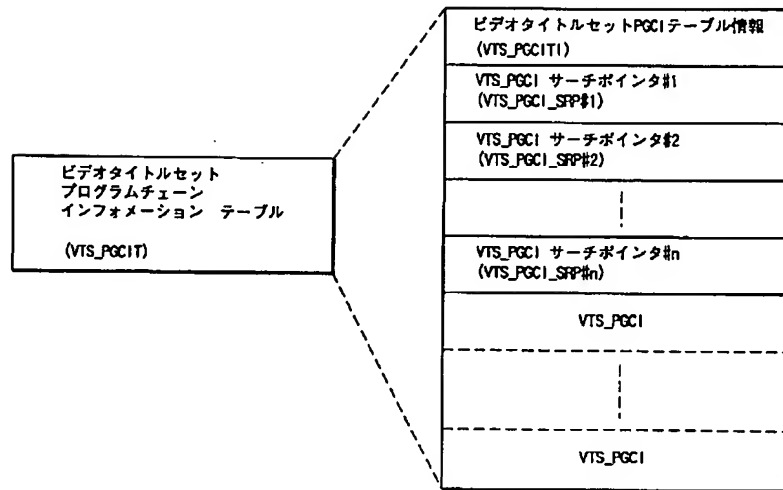 ビデオタイトルセット
プログラムチェーン
インフォメーション テーブル
(VTS_PGCIT)
ビデオタイトルセットPGCIテーブル情報
(VTS_PGCITI)
VTS_PGCI サーチポインタ#1
(VTS_PGCI_SRP#1)
VTS_PGCI サーチポインタ#2
(VTS_PGCI_SRP#2)
VTS_PGCI サーチポインタ#n
(VTS_PGCI_SRP#n)
VTS_PGCI
VTS_PGCI